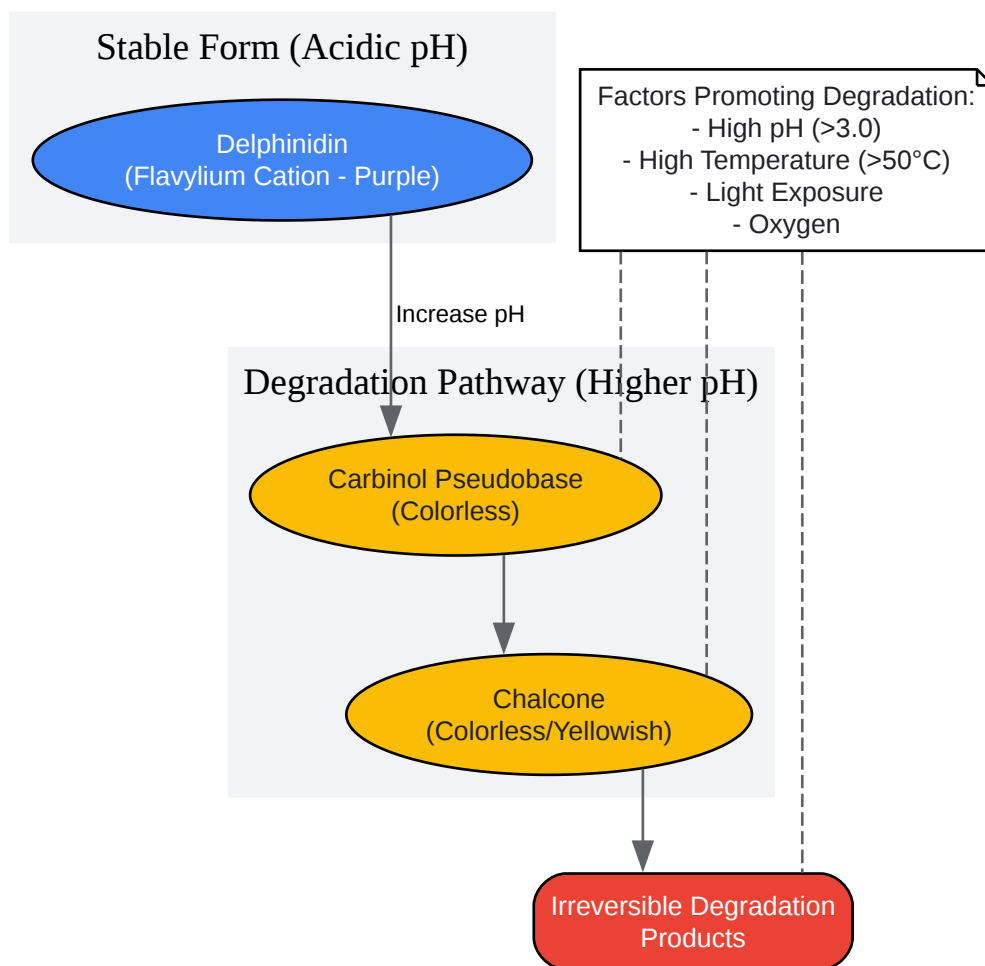 Stable Form (Acidic pH)
Delphinidin
(Flavylium Cation - Purple)
Factors Promoting Degradation:
- High pH (>3.0)
- High Temperature (>50°C)
- Light Exposure
- Oxygen
Increase pH
Degradation Pathway (Higher pH)
Carbinol Pseudobase
(Colorless)
Chalcone
(Colorless/Yellowish)
Irreversible Degradation
Products